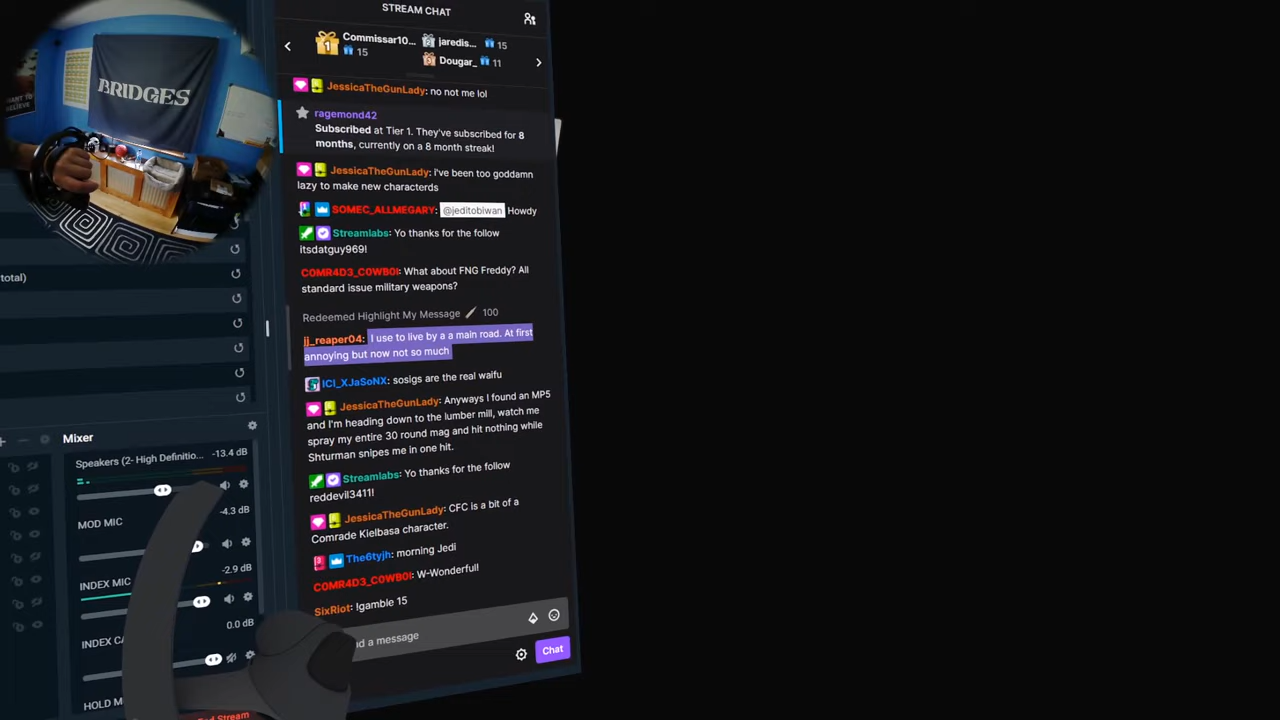 STREAM CHAT
Commissar10...
15
jaredis...
15
Dougar_
11
JessicaTheGunLady: no not me lol
ragemond42
Subscribed at Tier 1. They've subscribed for 8
months, currently on a 8 month streak!
JessicaTheGunLady: i've been too goddamn
lazy to make new characterds
SOMEC_ALLMEGARY: @jeditobiwan Howdy
Streamlabs: Yo thanks for the follow
itsdatguy969!
C0MR4D3_C0WB0I: What about FNG Freddy? All
standard issue military weapons?
Redeemed Highlight My Message 100
jj_reaper04: I use to live by a a main road. At first
annoying but now not so much
ICI_XJaSoNX: sosigs are the real waifu
JessicaTheGunLady: Anyways I found an MP5
and I'm heading down to the lumber mill, watch me
spray my entire 30 round mag and hit nothing while
Shturman snipes me in one hit.
Streamlabs: Yo thanks for the follow
reddevil3411!
JessicaTheGunLady: CFC is a bit of a
Comrade Kielbasa character.
The6tyjh: morning Jedi
C0MR4D3_C0WB0I: W-Wonderful!
SixRiot: !gamble 15
d a message
Chat
BRIDGES
I WANT TO
BELIEVE
total)
Mixer
Speakers (2- High Definitio... -13.4 dB
-4.3 dB
MOD MIC
-2.9 dB
INDEX MIC
0.0 dB
INDEX CA
HOLD M
End Stream